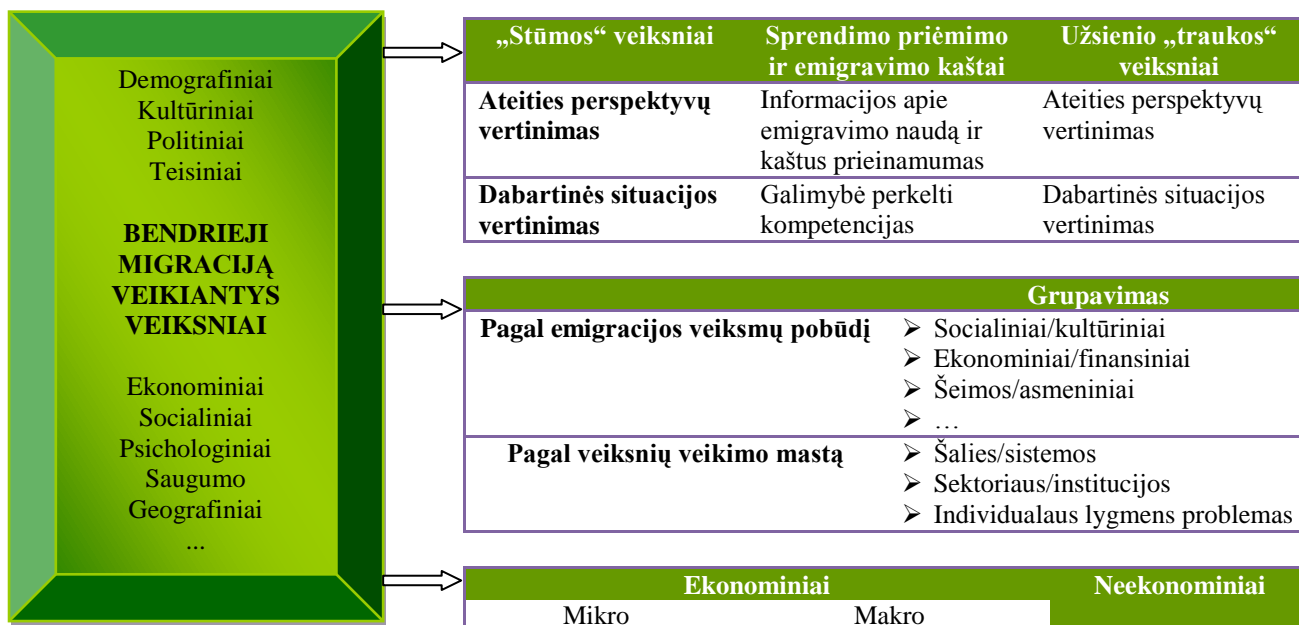 Demografiniai
Kultūriniai
Politiniai
Teisiniai
BENDRIEJI
MIGRACIJĄ
VEIKIANTYS
VEIKSNIAI
Ekonominiai
Socialiniai
Psichologiniai
Saugumo
Geografiniai
...
„Stūmos“ veiksniai
Sprendimo priėmimo
ir emigravimo kaštai
Užsienio „traukos“
veiksniai
Ateities perspektyvų
vertinimas
Informacijos apie
emigravimo naudą ir
kaštus prieinamumas
Ateities perspektyvų
vertinimas
Dabartinės situacijos
vertinimas
Galimybė perkelti
kompetencijas
Dabartinės situacijos
vertinimas
Grupavimas
Pagal emigracijos veiksmų pobūdį
➢ Socialiniai/kultūriniai
➢ Ekonominiai/finansiniai
➢ Šeimos/asmeniniai
➢ …
Pagal veiksnių veikimo mastą
➢ Šalies/sistemos
➢ Sektoriaus/institucijos
➢ Individualaus lygmens problemas
Ekonominiai
Neekonominiai
Mikro
Makro